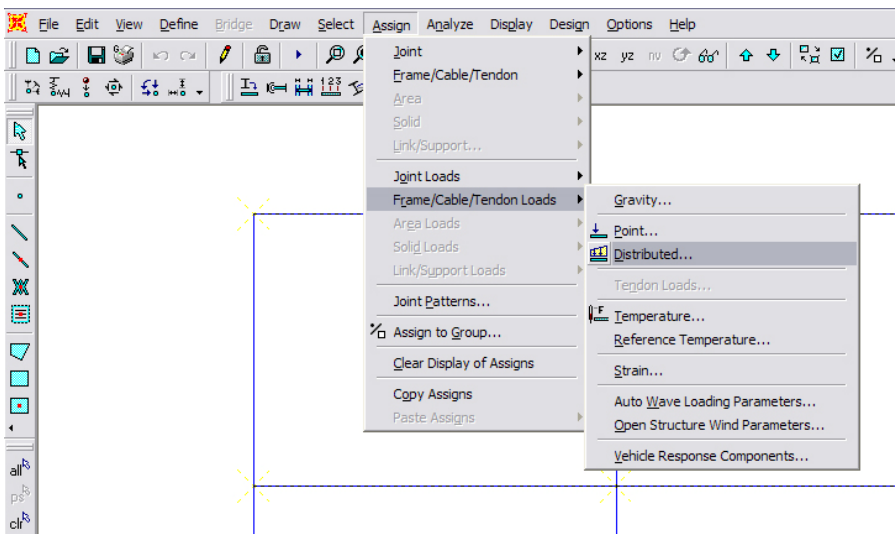 File Edit View Define Bridge Draw Select Assign Analyze Display Design Options Help
xz yz nv
Joint
Frame/Cable/Tendon
Area
Solid
Link/Support...
Joint Loads
Frame/Cable/Tendon Loads
Area Loads
Solid Loads
Link/Support Loads
Joint Patterns...
Assign to Group...
Clear Display of Assigns
Copy Assigns
Paste Assigns
Gravity...
Point...
Distributed...
Tendon Loads...
Temperature...
Reference Temperature...
Strain...
Auto Wave Loading Parameters...
Open Structure Wind Parameters...
Vehicle Response Components...
all
ps
clr